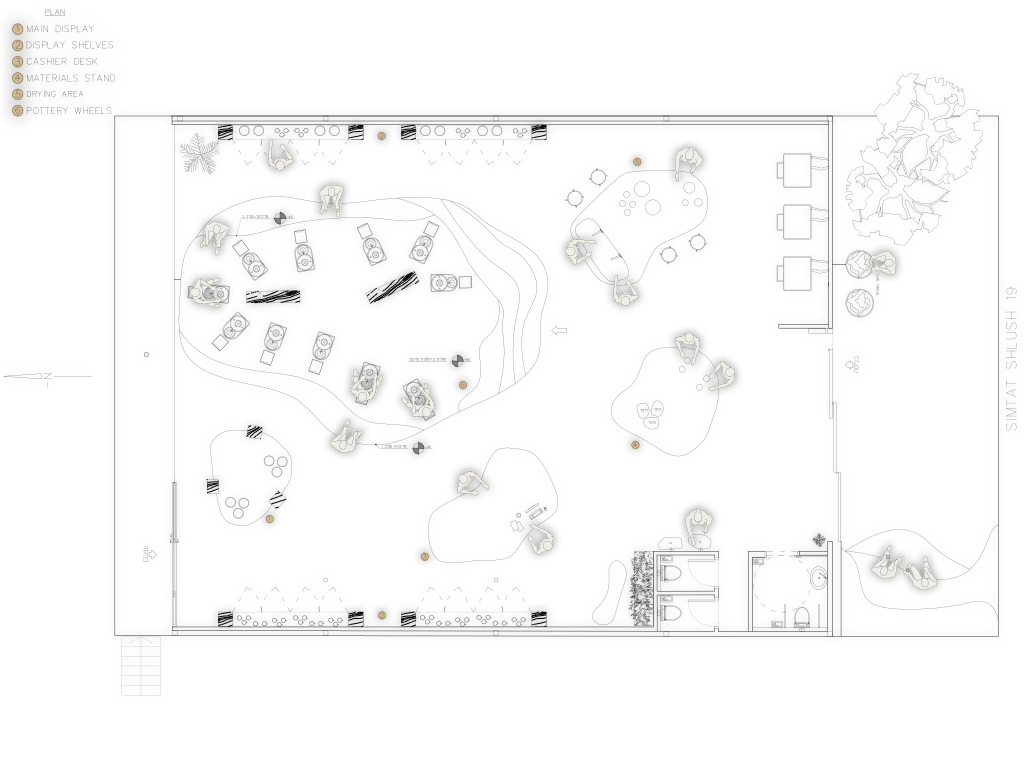 PLAN
1 MAIN DISPLAY
2 DISPLAY SHELVES
3 CASHIER DESK
4 MATERIALS STAND
5 DRYING AREA
6 POTTERY WHEELS
2
5
6
4
1
3
2
N
SIMTAT SHLUSH 19